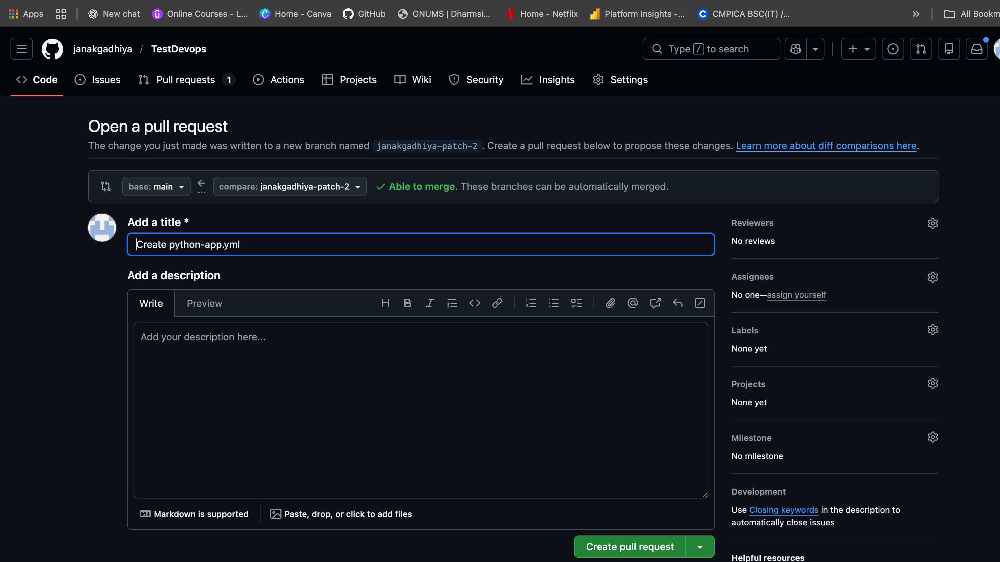 Apps New chat Online Courses - L... Home - Canva GitHub GNUMS | Dharmsi... Home - Netflix Platform Insights -... CMPICA BSC(IT) /... All Bookm
janakgadhiya / TestDevops Type / to search
Code Issues Pull requests 1 Actions Projects Wiki Security Insights Settings
Open a pull request
The change you just made was written to a new branch named janakgadhiya-patch-2. Create a pull request below to propose these changes. Learn more about diff comparisons here.
base: main compare: janakgadhiya-patch-2 Able to merge. These branches can be automatically merged.
Add a title *
Create python-app.yml
Add a description
Write Preview
Add your description here...
Markdown is supported Paste, drop, or click to add files
Create pull request
Reviewers
No reviews
Assignees
No one—assign yourself
Labels
None yet
Projects
None yet
Milestone
No milestone
Development
Use Closing keywords in the description to
automatically close issues
Helpful resources